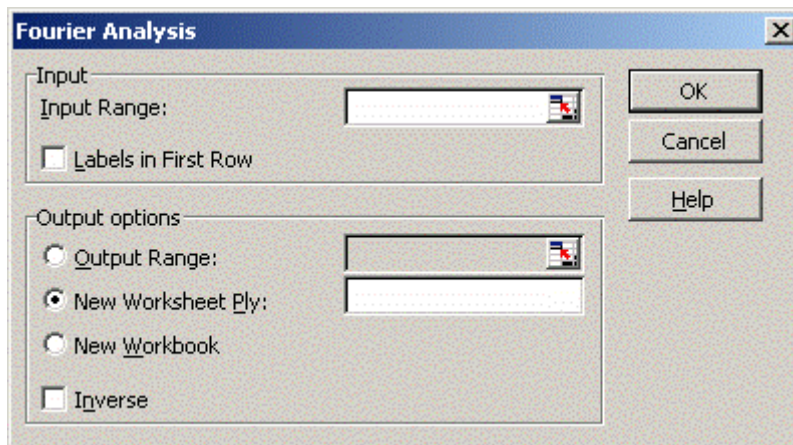 Fourier Analysis
Input
Input Range:
Labels in First Row
OK
Cancel
Help
Output options
Output Range:
New Worksheet Ply:
New Workbook
Inverse